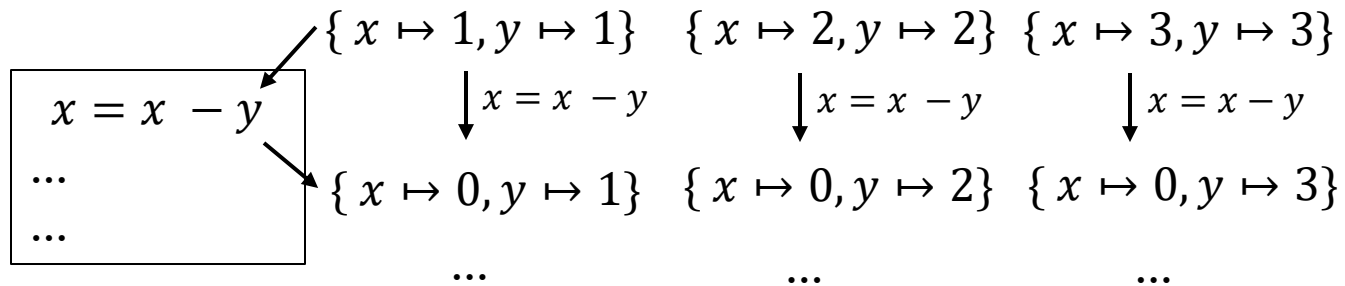 { x ↦ 1, y ↦ 1} { x ↦ 2, y ↦ 2} { x ↦ 3, y ↦ 3}
x = x − y x = x − y x = x − y x = x − y
...
{ x ↦ 0, y ↦ 1} { x ↦ 0, y ↦ 2} { x ↦ 0, y ↦ 3}
...
... ... ...